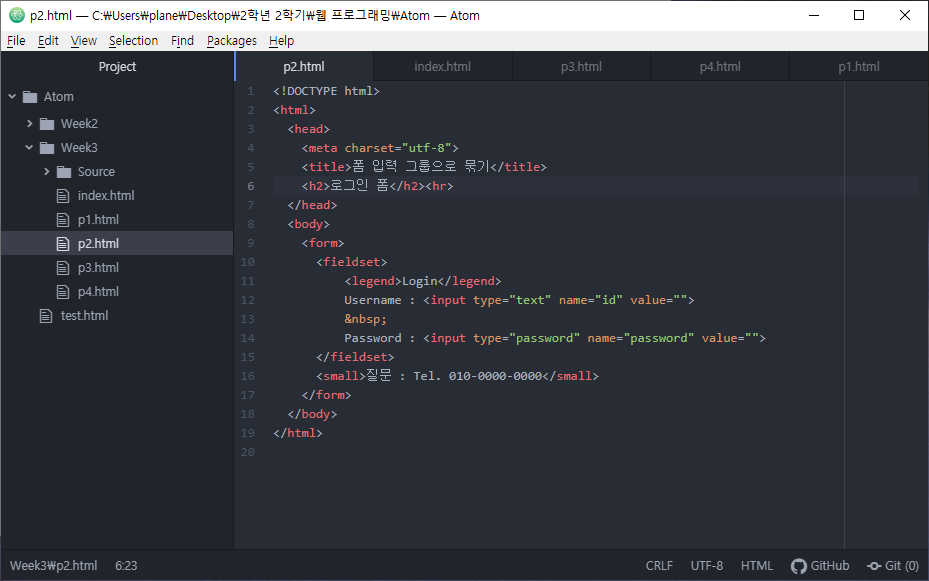 p2.html — C:₩Users₩plane₩Desktop₩2학년 2학기₩웹 프로그래밍₩Atom — Atom
File Edit View Selection Find Packages Help
Project
Atom
Week2
Week3
Source
index.html
p1.html
p2.html
p3.html
p4.html
test.html
p2.html index.html p3.html p4.html p1.html
1 <!DOCTYPE html>
2 <html>
3 <head>
4 <meta charset="utf-8">
5 <title>폼 입력 그룹으로 묶기</title>
6 <h2>로그인 폼</h2><hr>
7 </head>
8 <body>
9 <form>
10 <fieldset>
11 <legend>Login</legend>
12 Username : <input type="text" name="id" value="">
13 &nbsp;
14 Password : <input type="password" name="password" value="">
15 </fieldset>
16 <small>질문 : Tel. 010-0000-0000</small>
17 </form>
18 </body>
19 </html>
20
Week3₩p2.html 6:23 CRLF UTF-8 HTML GitHub Git (0)